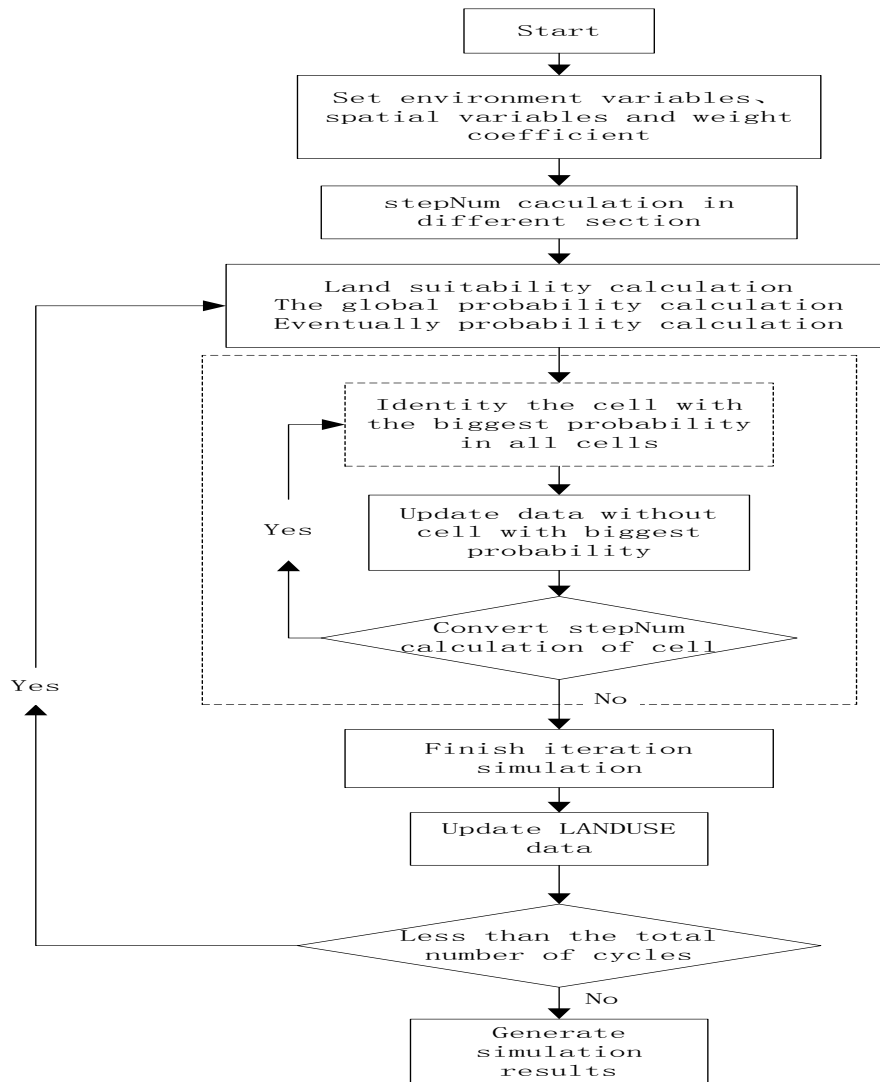 Start
Set environment variables、
spatial variables and weight
coefficient
stepNum caculation in
different section
Land suitability calculation
The global probability calculation
Eventually probability calculation
Identity the cell with
the biggest probability
in all cells
Update data without
cell with biggest
probability
Yes
Convert stepNum
calculation of cell
Yes
No
Finish iteration
simulation
Update LANDUSE
data
Less than the total
number of cycles
No
Generate
simulation
results